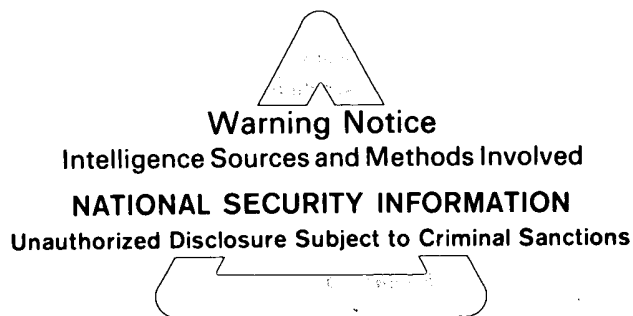 Warning Notice
Intelligence Sources and Methods Involved
NATIONAL SECURITY INFORMATION
Unauthorized Disclosure Subject to Criminal Sanctions